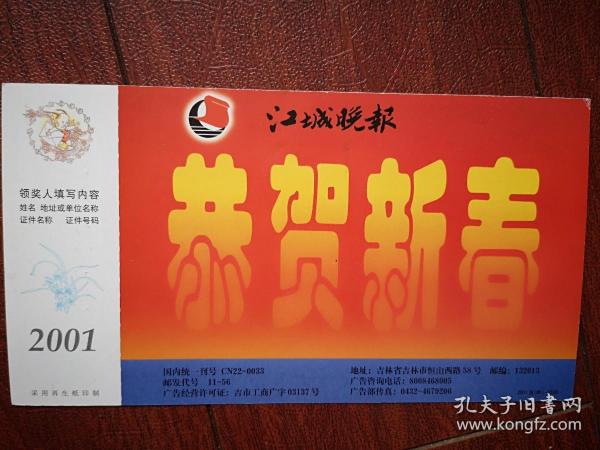 江城晚報
恭贺新春
领奖人填写内容
姓名 地址或单位名称
证件名称 证件号码
2001
采用再生纸印制
国内统一刊号 CN22-0033
邮发代号 11-56
广告经营许可证：吉市工商广字03137号
地址：吉林省吉林市恒山西路58号 邮编：132013
广告咨询电话：8008468005
广告部传真：0432-4679200
孔夫子旧书网
book.kongfz.com